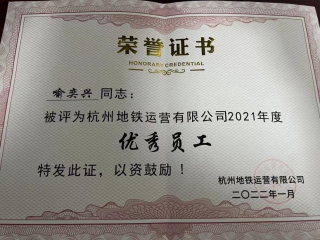 荣誉证书
HONORARY CREDENTIAL
喻奕兴 同志：
被评为杭州地铁运营有限公司2021年度
优秀员工
特发此证，以资鼓励！
杭州地铁运营有限公司
二〇二二年一月